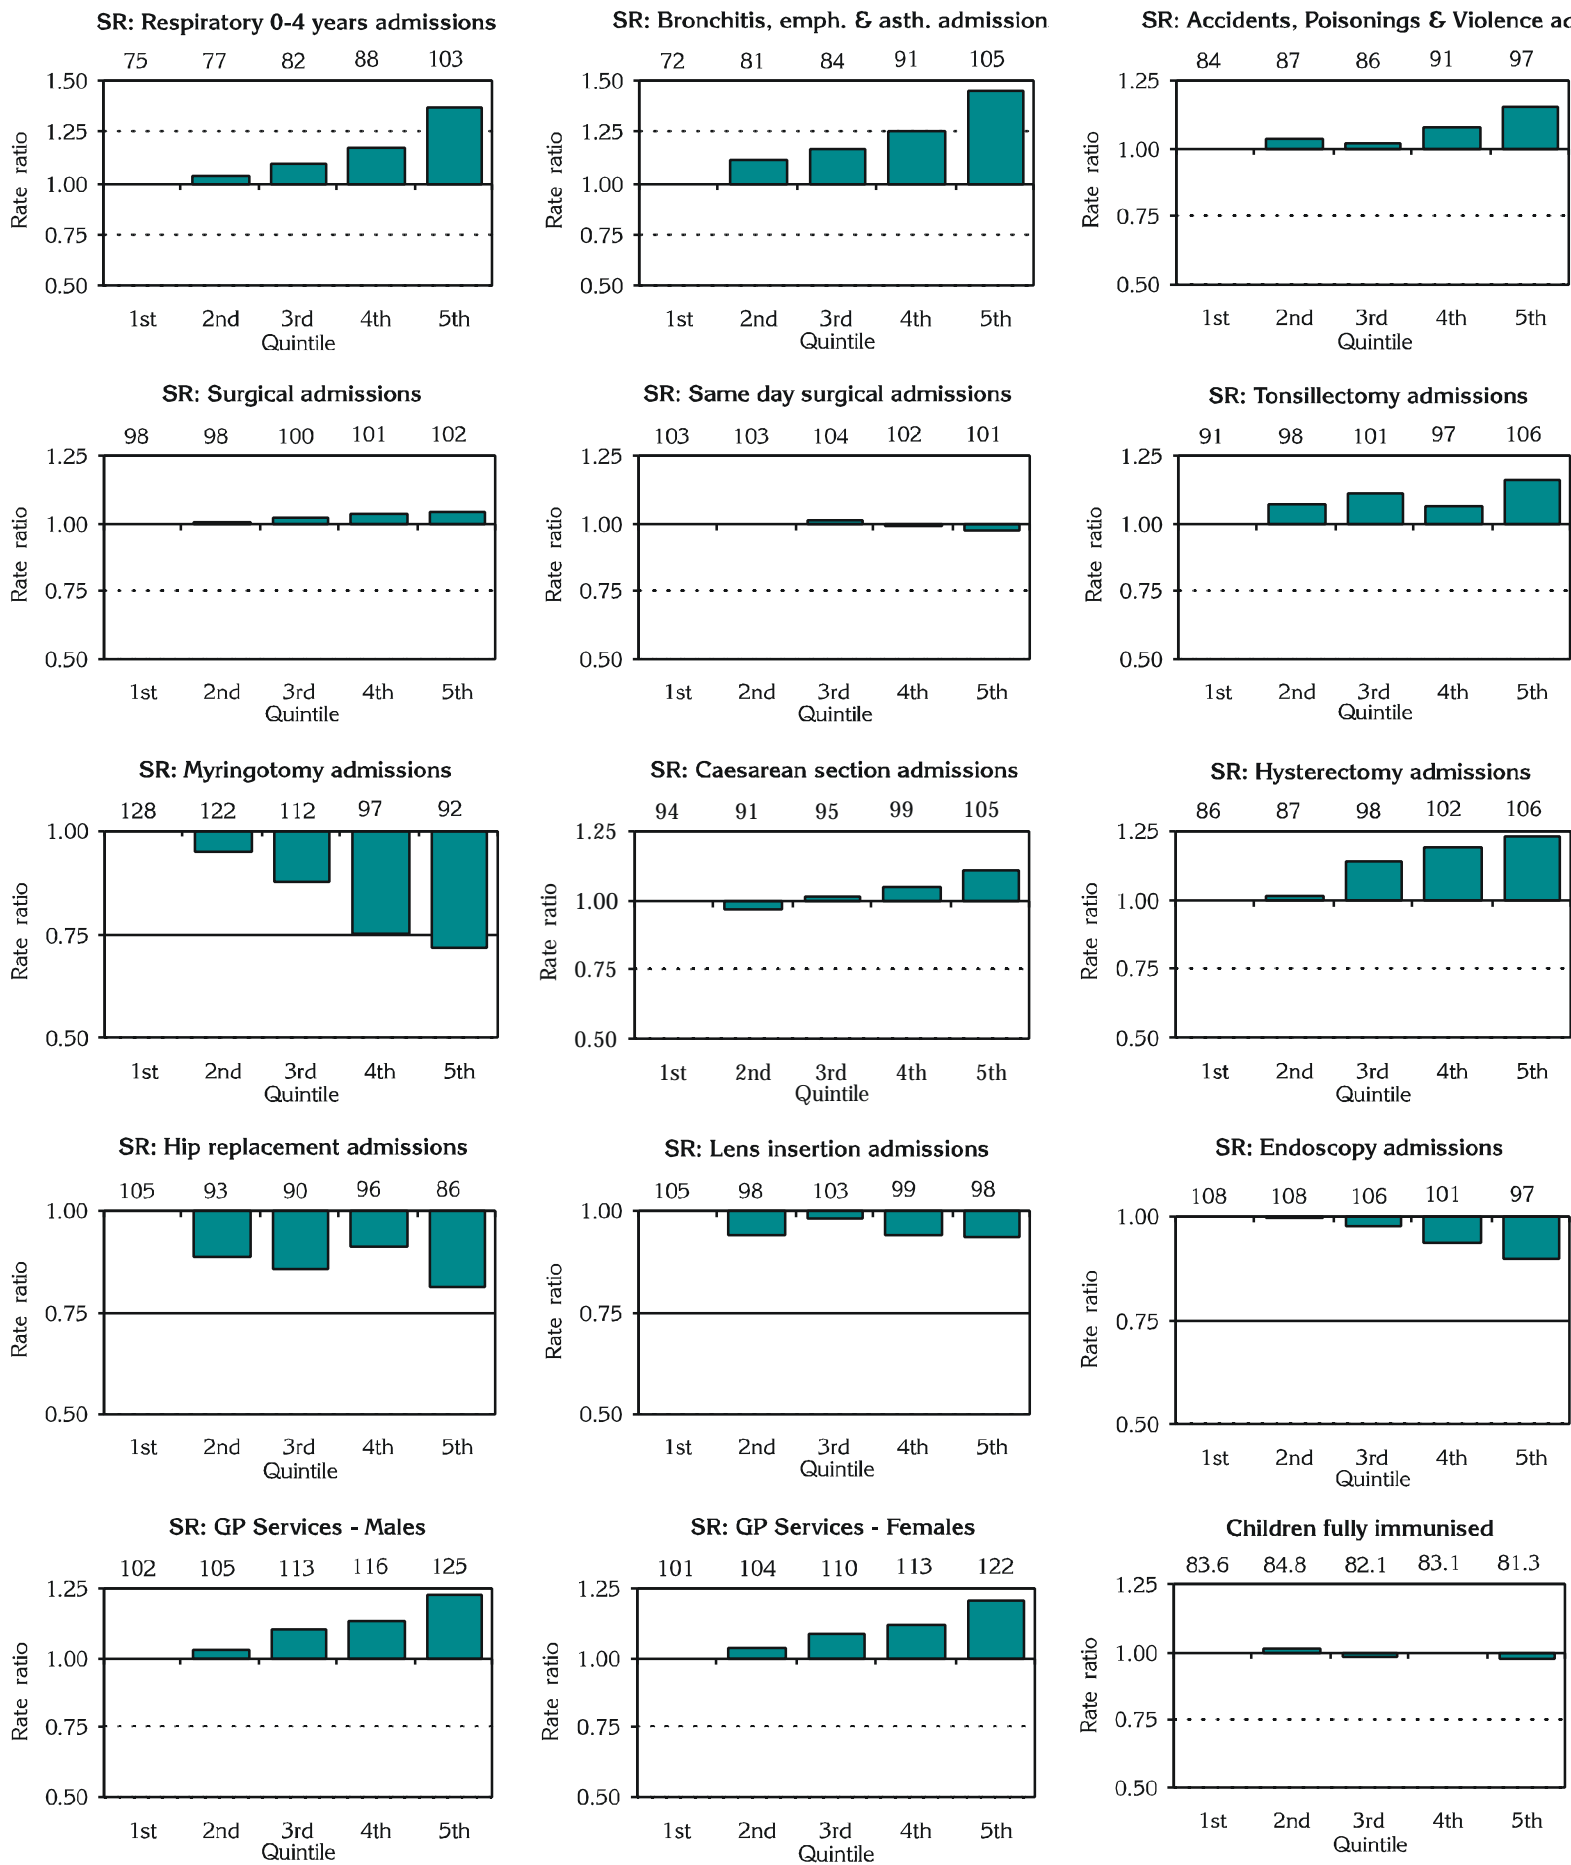 SR: Respiratory 0-4 years admissions
75 77 82 88 103
1.50
1.25
1.00
0.75
0.50
Rate ratio
1st 2nd 3rd 4th 5th
Quintile
SR: Bronchitis, emph. & asth. admission
72 81 84 91 105
1.50
1.25
1.00
0.75
0.50
Rate ratio
1st 2nd 3rd 4th 5th
Quintile
SR: Accidents, Poisonings & Violence ad
84 87 86 91 97
1.25
1.00
0.75
0.50
Rate ratio
1st 2nd 3rd 4th 5th
Quintile
SR: Surgical admissions
98 98 100 101 102
1.25
1.00
0.75
0.50
Rate ratio
1st 2nd 3rd 4th 5th
Quintile
SR: Same day surgical admissions
103 103 104 102 101
1.25
1.00
0.75
0.50
Rate ratio
1st 2nd 3rd 4th 5th
Quintile
SR: Tonsillectomy admissions
91 98 101 97 106
1.25
1.00
0.75
0.50
Rate ratio
1st 2nd 3rd 4th 5th
Quintile
SR: Myringotomy admissions
128 122 112 97 92
1.00
0.75
0.50
Rate ratio
1st 2nd 3rd 4th 5th
Quintile
SR: Caesarean section admissions
94 91 95 99 105
1.25
1.00
0.75
0.50
Rate ratio
1st 2nd 3rd 4th 5th
Quintile
SR: Hysterectomy admissions
86 87 98 102 106
1.25
1.00
0.75
0.50
Rate ratio
1st 2nd 3rd 4th 5th
Quintile
SR: Hip replacement admissions
105 93 90 96 86
1.00
0.75
0.50
Rate ratio
1st 2nd 3rd 4th 5th
Quintile
SR: Lens insertion admissions
105 98 103 99 98
1.00
0.75
0.50
Rate ratio
1st 2nd 3rd 4th 5th
Quintile
SR: Endoscopy admissions
108 108 106 101 97
1.00
0.75
0.50
Rate ratio
1st 2nd 3rd 4th 5th
Quintile
SR: GP Services - Males
102 105 113 116 125
1.25
1.00
0.75
0.50
Rate ratio
1st 2nd 3rd 4th 5th
Quintile
SR: GP Services - Females
101 104 110 113 122
1.25
1.00
0.75
0.50
Rate ratio
1st 2nd 3rd 4th 5th
Quintile
Children fully immunised
83.6 84.8 82.1 83.1 81.3
1.25
1.00
0.75
0.50
Rate ratio
1st 2nd 3rd 4th 5th
Quintile